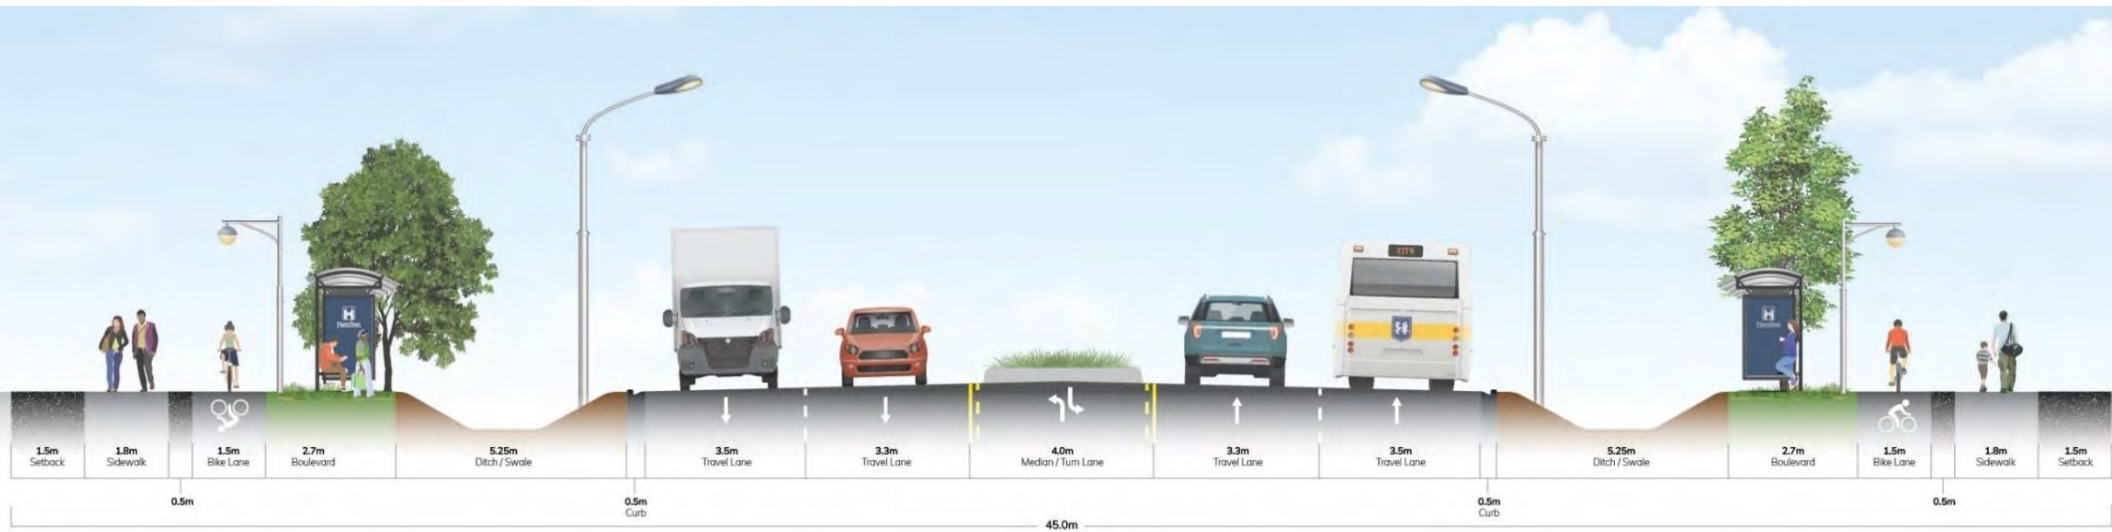 CITY
H
Hamilton
H
Hamilton
1.5m
Setback
1.8m
Sidewalk
1.5m
Bike Lane
2.7m
Boulevard
5.25m
Ditch / Swale
3.5m
Travel Lane
3.3m
Travel Lane
4.0m
Median / Turn Lane
3.3m
Travel Lane
3.5m
Travel Lane
5.25m
Ditch / Swale
2.7m
Boulevard
1.5m
Bike Lane
1.8m
Sidewalk
1.5m
Setback
0.5m
0.5m
Curb
0.5m
Curb
0.5m
45.0m